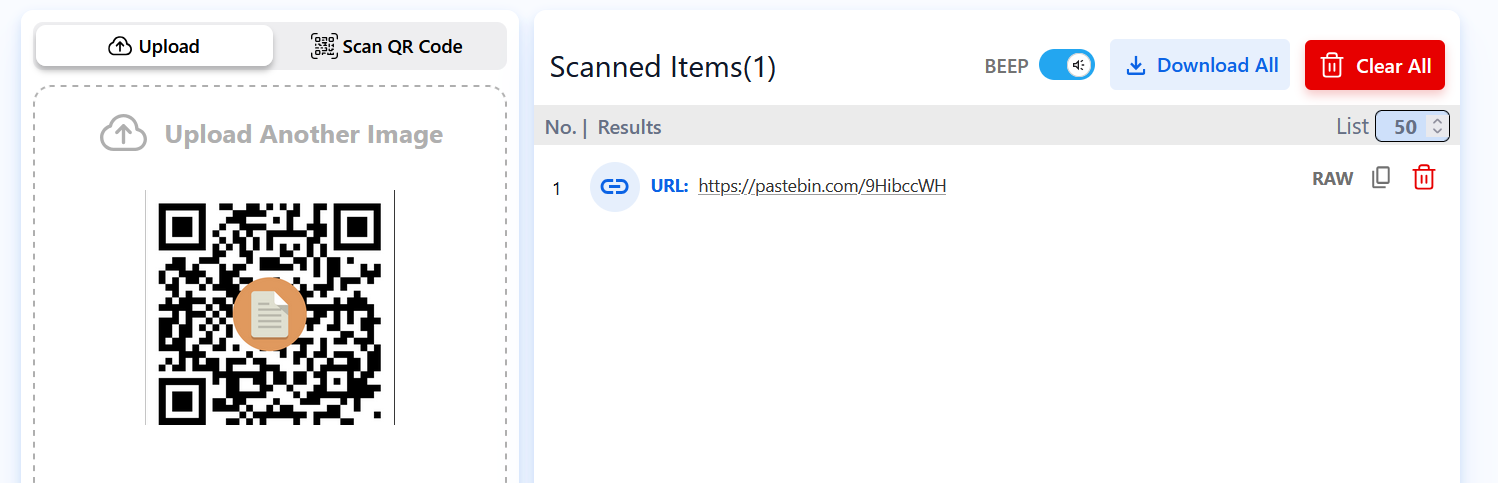 Upload
Scan QR Code
Upload Another Image
Scanned Items(1)
BEEP
Download All
Clear All
No. | Results
List 50
1 URL: https://pastebin.com/9HibccWH RAW